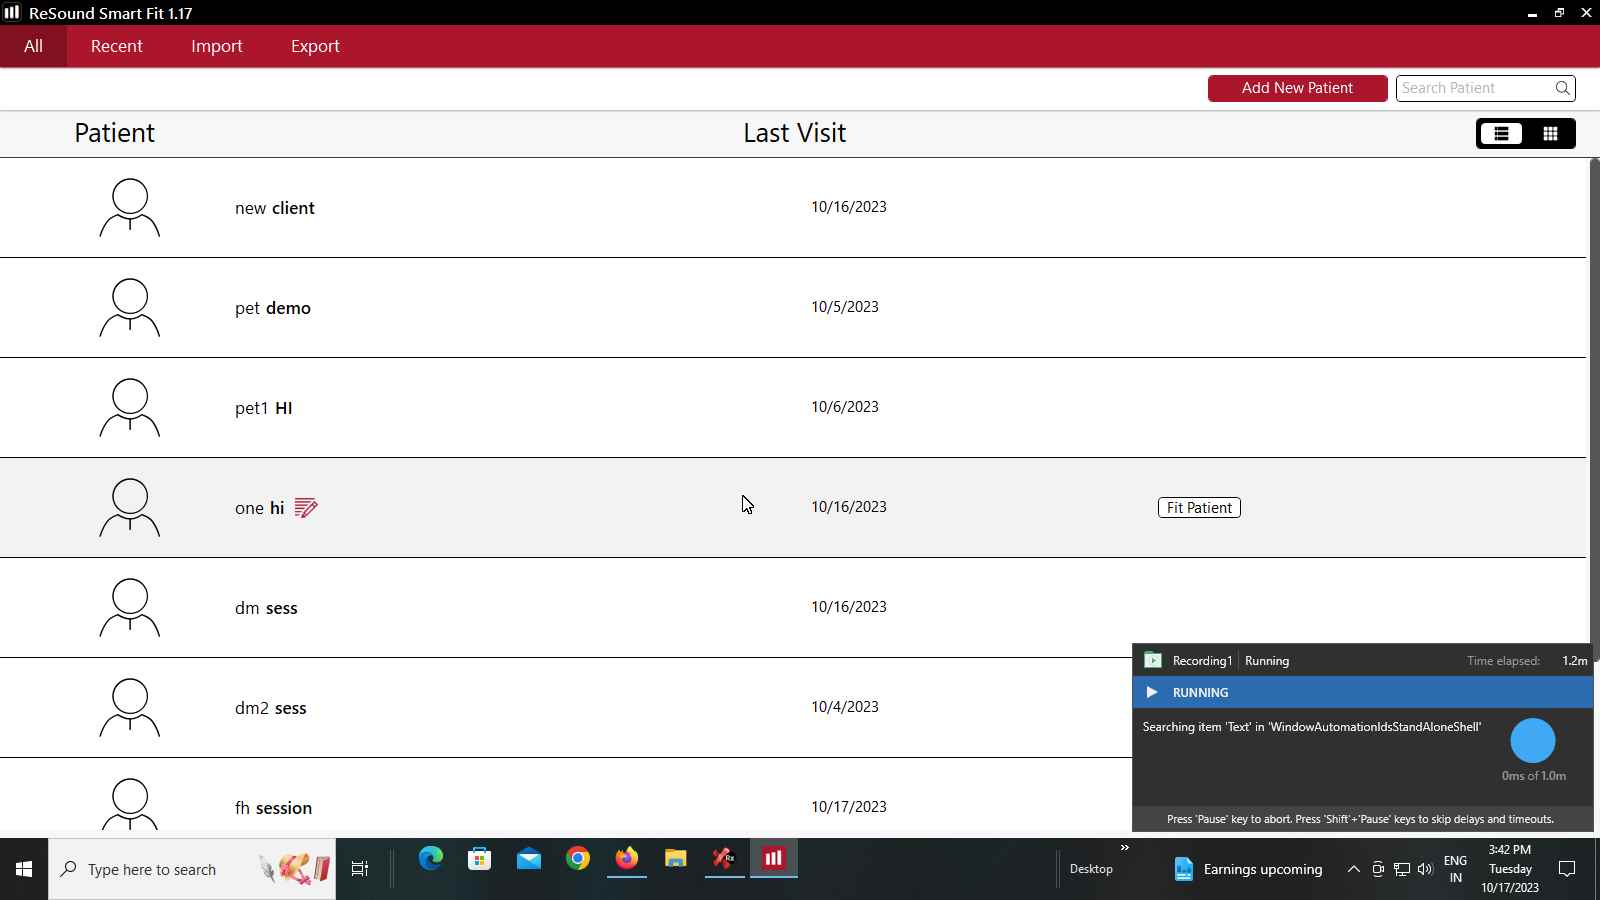 ReSound Smart Fit 1.17
All Recent Import Export
Add New Patient Search Patient
Patient Last Visit
new client 10/16/2023
pet demo 10/5/2023
pet1 HI 10/6/2023
one hi 10/16/2023 Fit Patient
dm sess 10/16/2023
dm2 sess 10/4/2023
fh session 10/17/2023
Recording1 Running Time elapsed: 1.2m
RUNNING
Searching item 'Text' in 'WindowAutomationIdsStandAloneShell'
0ms of 1.0m
Press 'Pause' key to abort. Press 'Shift'+'Pause' keys to skip delays and timeouts.
Type here to search
Rx
Desktop
»
Earnings upcoming
ENG
IN
3:42 PM
Tuesday
10/17/2023